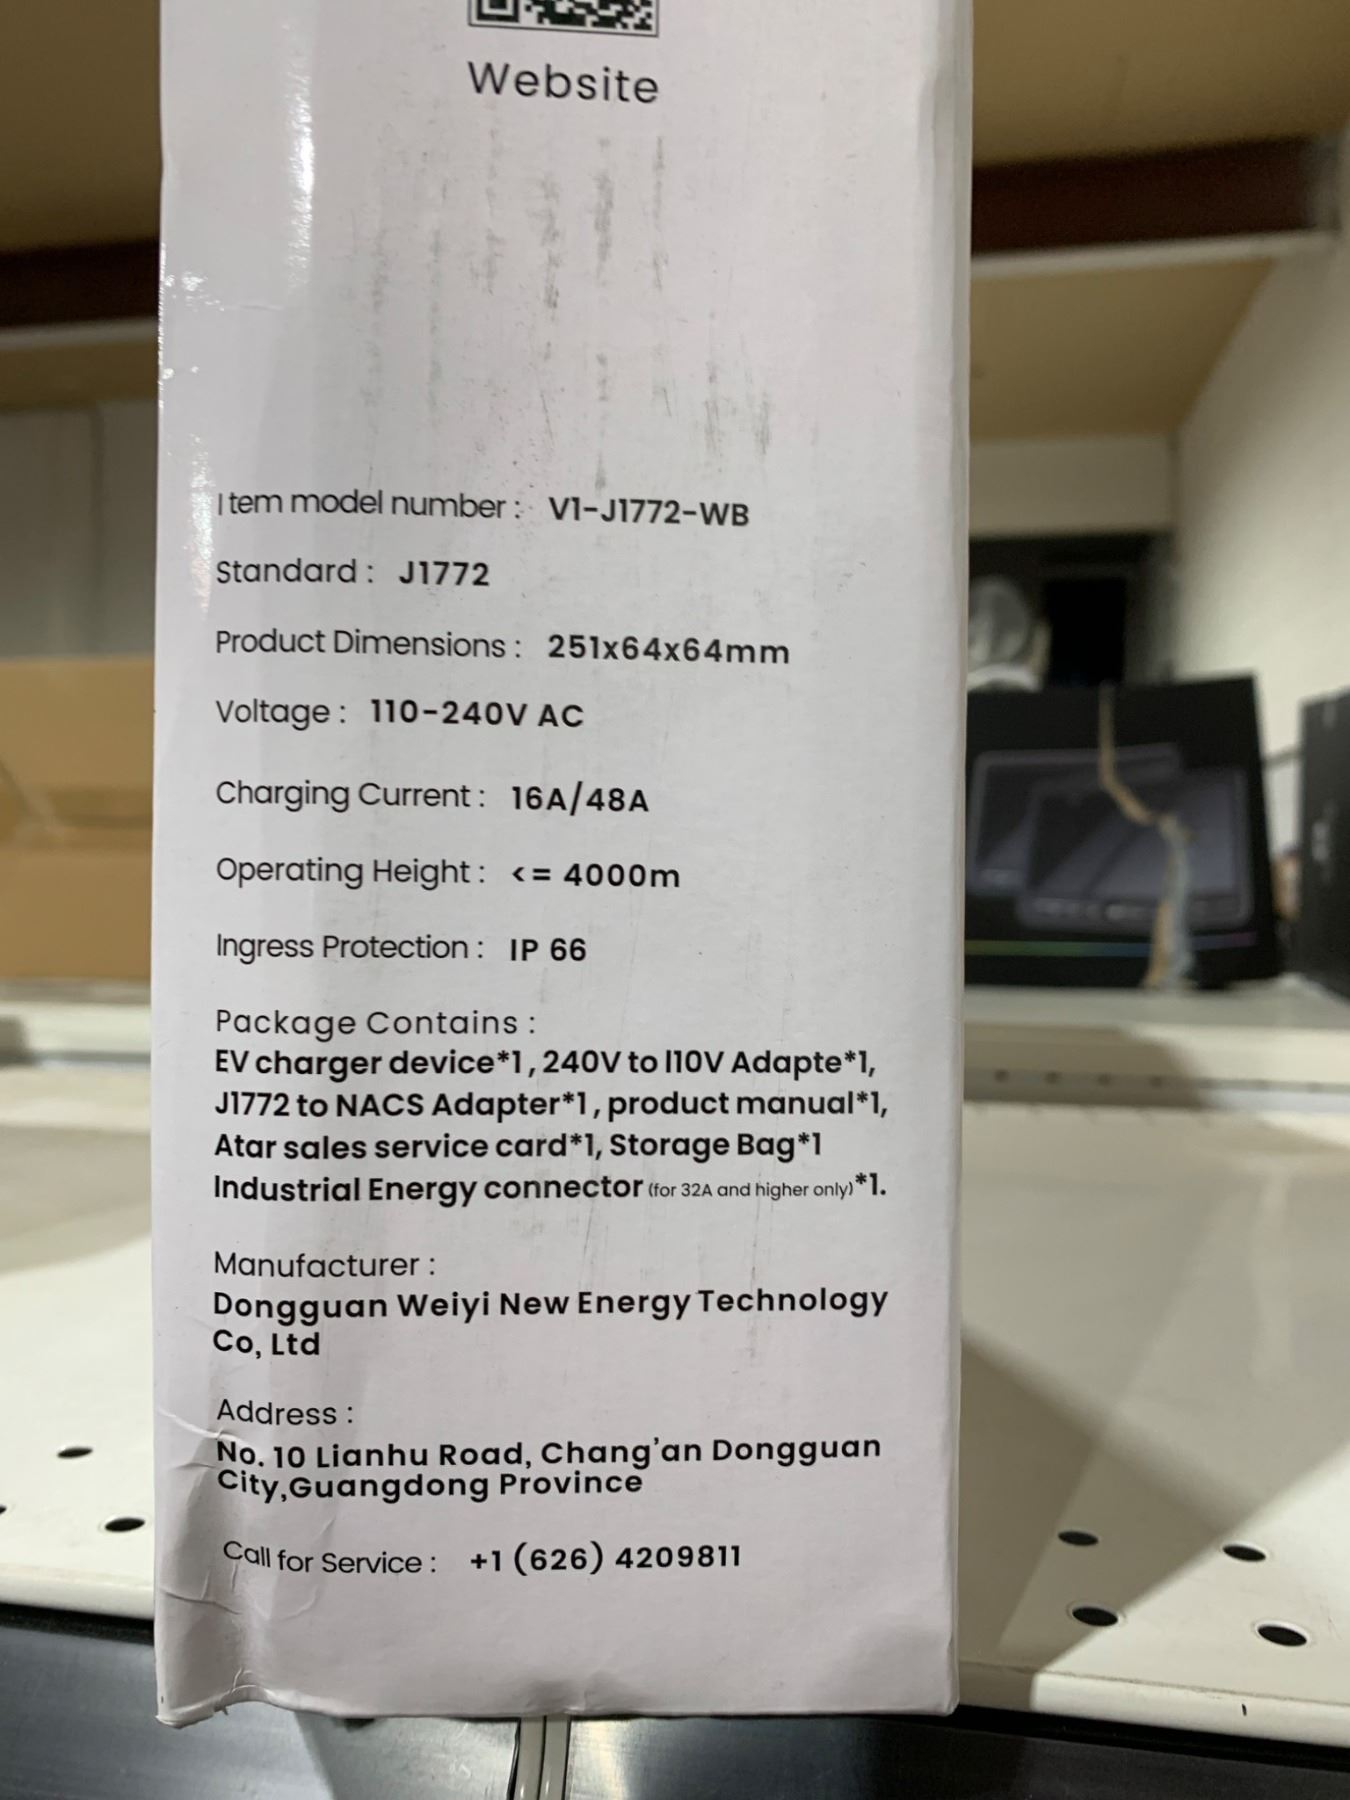 Website
Item model number : V1-J1772-WB
Standard : J1772
Product Dimensions : 251x64x64mm
Voltage : 110-240V AC
Charging Current : 16A/48A
Operating Height : <= 4000m
Ingress Protection : IP 66
Package Contains :
EV charger device*1, 240V to 110V Adapte*1,
J1772 to NACS Adapter*1, product manual*1,
Atar sales service card*1, Storage Bag*1
Industrial Energy connector (for 32A and higher only)*1.
Manufacturer :
Dongguan Weiyi New Energy Technology
Co, Ltd
Address :
No. 10 Lianhu Road, Chang'an Dongguan
City,Guangdong Province
Call for Service : +1 (626) 4209811